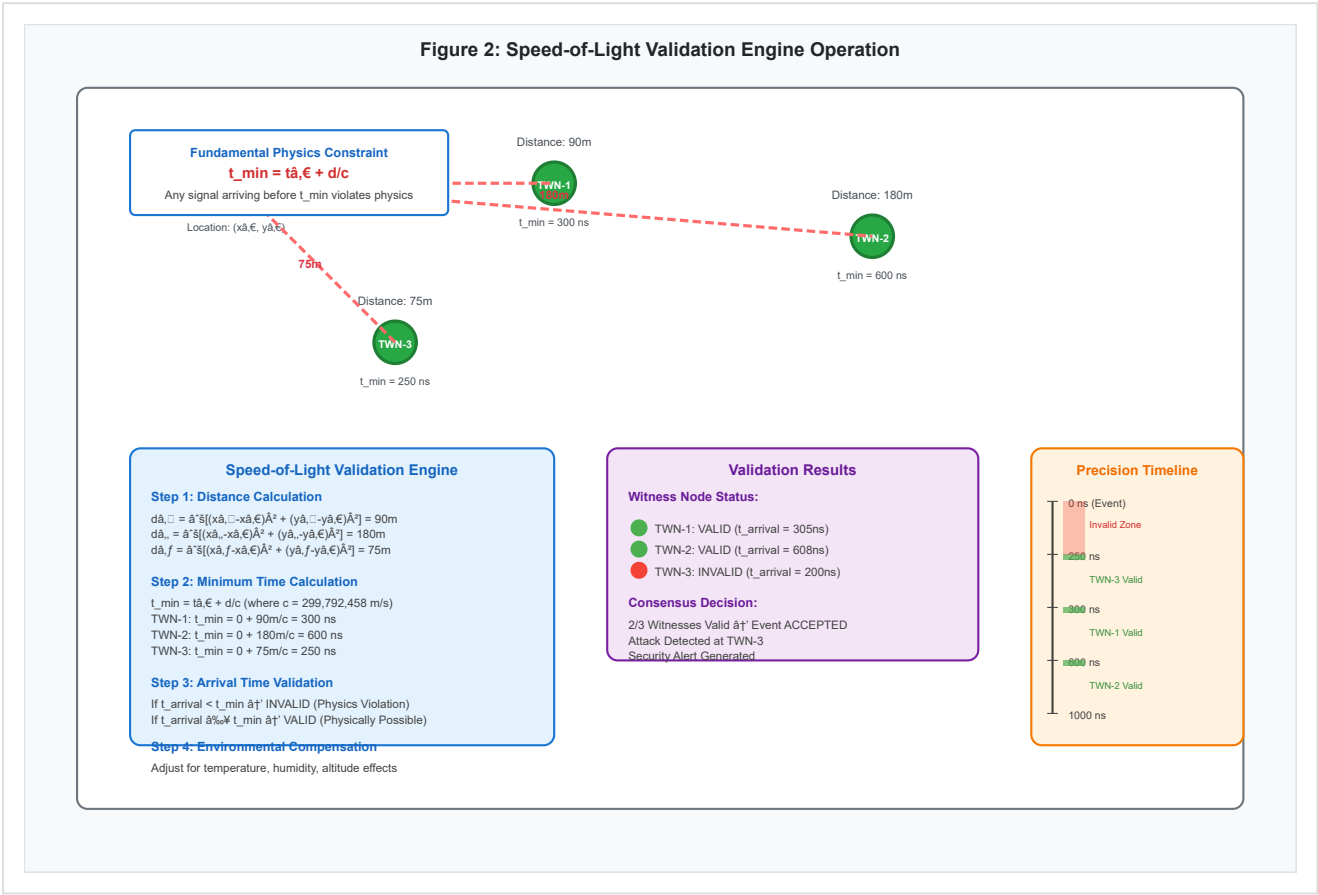 Figure 2: Speed-of-Light Validation Engine Operation
Fundamental Physics Constraint
t_min = tâ‚€ + d/c
Any signal arriving before t_min violates physics
Location: (xâ‚€, yâ‚€)
Distance: 90m
TWN-1
t_min = 300 ns
Distance: 180m
TWN-2
t_min = 600 ns
75m
Distance: 75m
TWN-3
t_min = 250 ns
Speed-of-Light Validation Engine
Step 1: Distance Calculation
dâ‚□ = âˆš[(xâ‚□-xâ‚€)Â² + (yâ‚□-yâ‚€)Â²] = 90m
dâ‚‚ = âˆš[(xâ‚‚-xâ‚€)Â² + (yâ‚‚-yâ‚€)Â²] = 180m
dâ‚ƒ = âˆš[(xâ‚ƒ-xâ‚€)Â² + (yâ‚ƒ-yâ‚€)Â²] = 75m
Step 2: Minimum Time Calculation
t_min = tâ‚€ + d/c (where c = 299,792,458 m/s)
TWN-1: t_min = 0 + 90m/c = 300 ns
TWN-2: t_min = 0 + 180m/c = 600 ns
TWN-3: t_min = 0 + 75m/c = 250 ns
Step 3: Arrival Time Validation
If t_arrival < t_min â†’ INVALID (Physics Violation)
If t_arrival â‰¥ t_min â†’ VALID (Physically Possible)
Step 4: Environmental Compensation
Adjust for temperature, humidity, altitude effects
Validation Results
Witness Node Status:
TWN-1: VALID (t_arrival = 305ns)
TWN-2: VALID (t_arrival = 608ns)
TWN-3: INVALID (t_arrival = 200ns)
Consensus Decision:
2/3 Witnesses Valid â†’ Event ACCEPTED
Attack Detected at TWN-3
Security Alert Generated
Precision Timeline
0 ns (Event)
Invalid Zone
250 ns
TWN-3 Valid
300 ns
TWN-1 Valid
600 ns
TWN-2 Valid
1000 ns